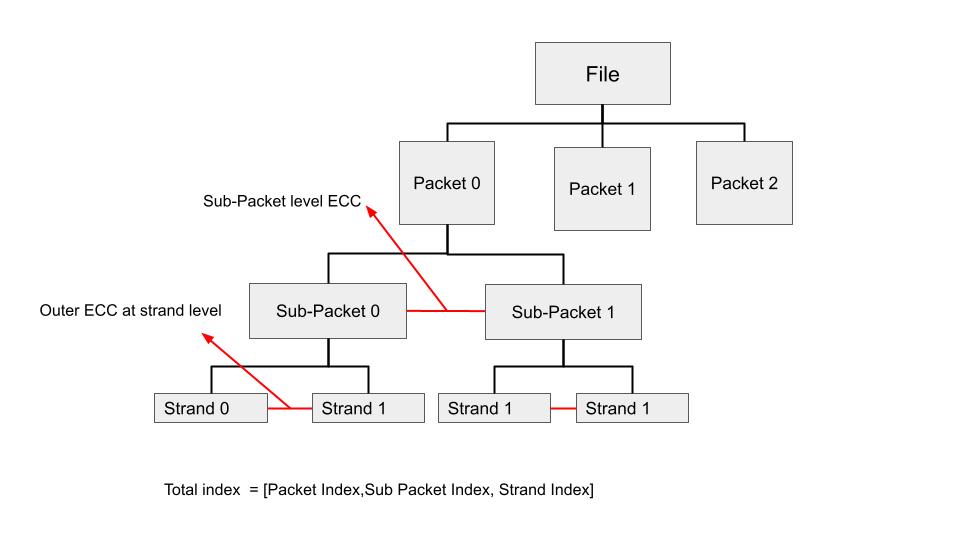 File
Packet 0
Packet 1
Packet 2
Sub-Packet level ECC
Sub-Packet 0
Sub-Packet 1
Outer ECC at strand level
Strand 0
Strand 1
Strand 1
Strand 1
Total index  = [Packet Index,Sub Packet Index, Strand Index]